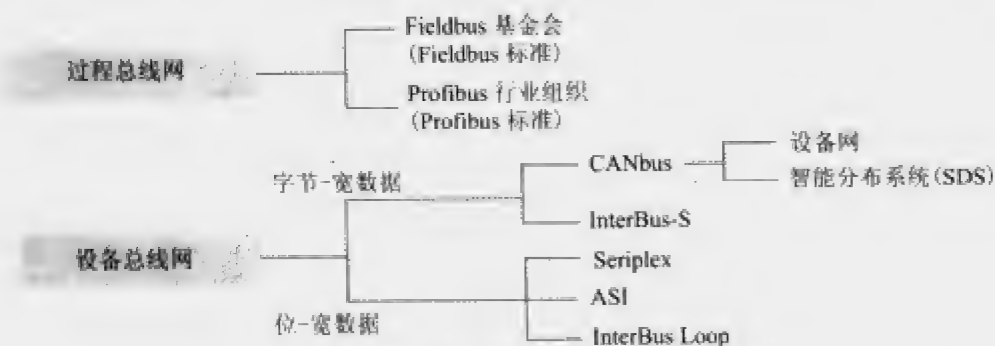 Fieldbus 基金会
(Fieldbus 标准)
过程总线网
Profibus 行业组织
(Profibus 标准)
设备网
CANbus
智能分布系统(SDS)
字节-宽数据
InterBus-S
设备总线网
Seriplex
ASI
位-宽数据
InterBus Loop